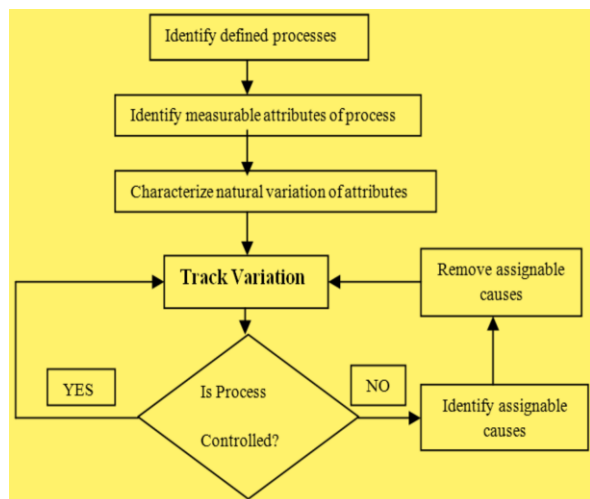 Identify defined processes
Identify measurable attributes of process
Characterize natural variation of attributes
Track Variation
Remove assignable
causes
YES
Is Process
Controlled?
NO
Identify assignable
causes